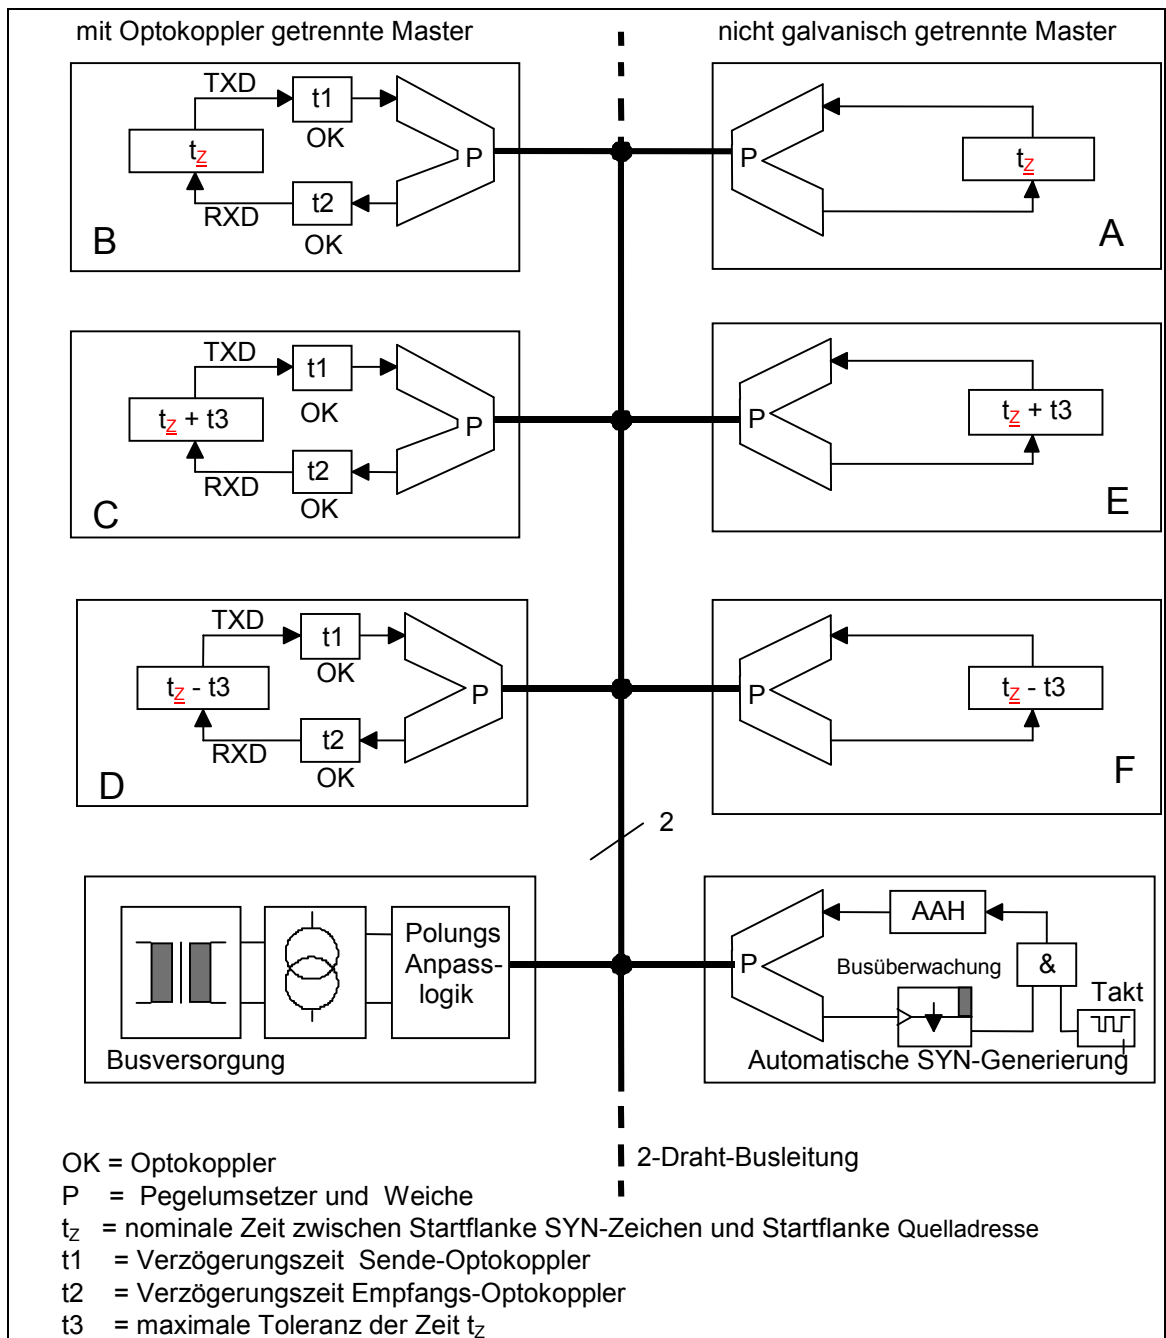 mit Optokoppler getrennte Master
nicht galvanisch getrennte Master
TXD
t1
OK
tZ
P
RXD
t2
OK
B
P
tZ
A
TXD
t1
OK
tZ + t3
P
RXD
t2
OK
C
P
tZ + t3
E
TXD
t1
OK
tZ - t3
P
RXD
t2
OK
D
P
tZ - t3
F
2
Polungs
Anpass-
logik
Busversorgung
P
AAH
Busüberwachung
&
Takt
Automatische SYN-Generierung
2-Draht-Busleitung
OK = Optokoppler
P = Pegelumsetzer und Weiche
tZ = nominale Zeit zwischen Startflanke SYN-Zeichen und Startflanke Quelladresse
t1 = Verzögerungszeit Sende-Optokoppler
t2 = Verzögerungszeit Empfangs-Optokoppler
t3 = maximale Toleranz der Zeit tZ